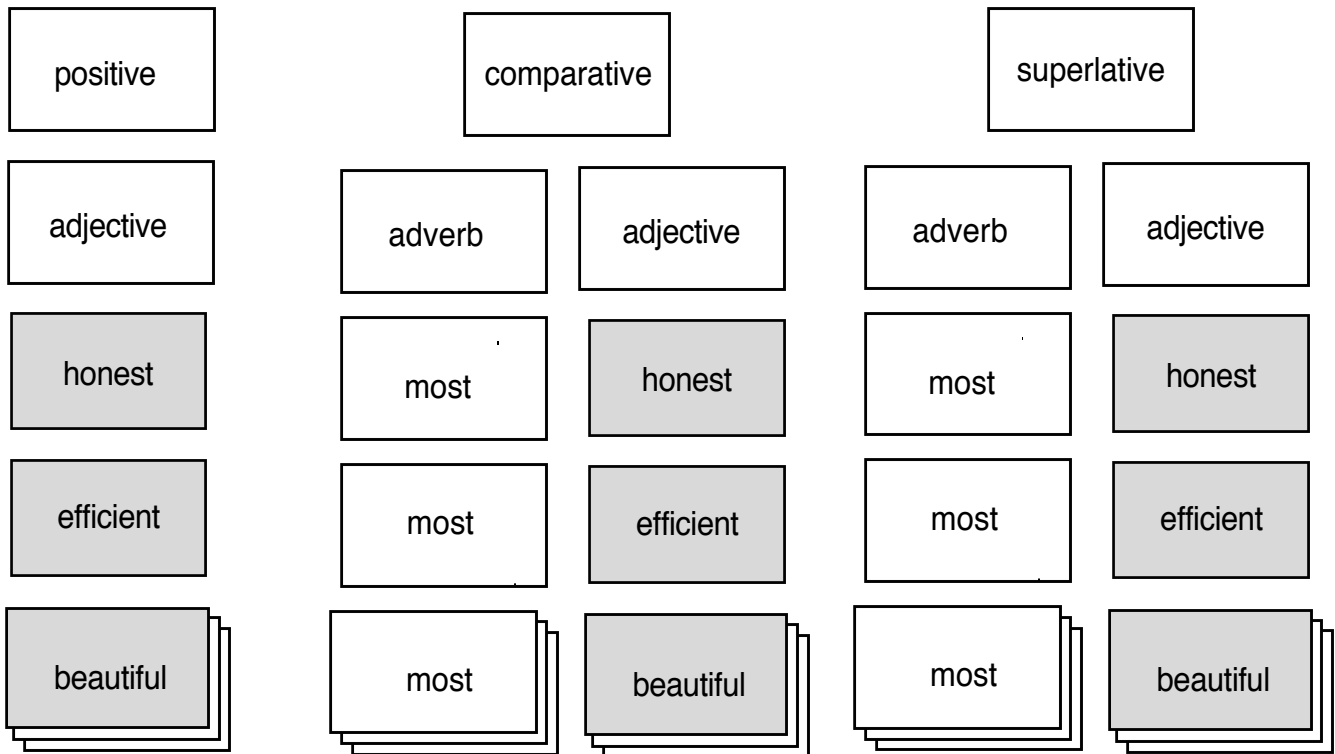 positive comparative superlative
adjective adverb adjective adverb adjective
honest most honest most honest
efficient most efficient most efficient
beautiful most beautiful most beautiful